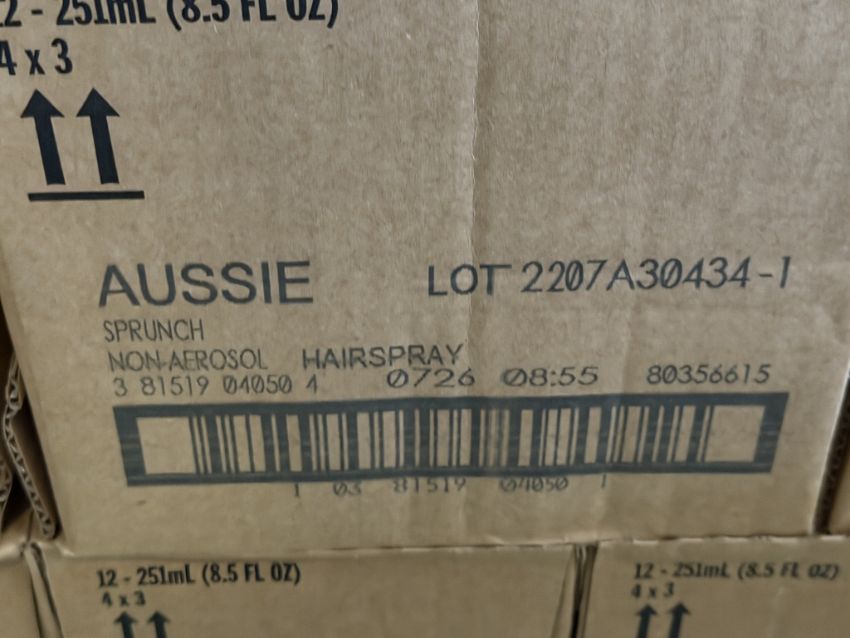 12 - 251mL (8.5 FL OZ)
4 x 3
AUSSIE LOT 2207A30434-1
SPRUNCH
NON-AEROSOL HAIRSPRAY
3 81519 04050 4 0726 08:55 80356615
1 03 81519 04050 1
12 - 251mL (8.5 FL OZ)
4 x 3
12 - 251mL (8.5 FL OZ)
4 x 3